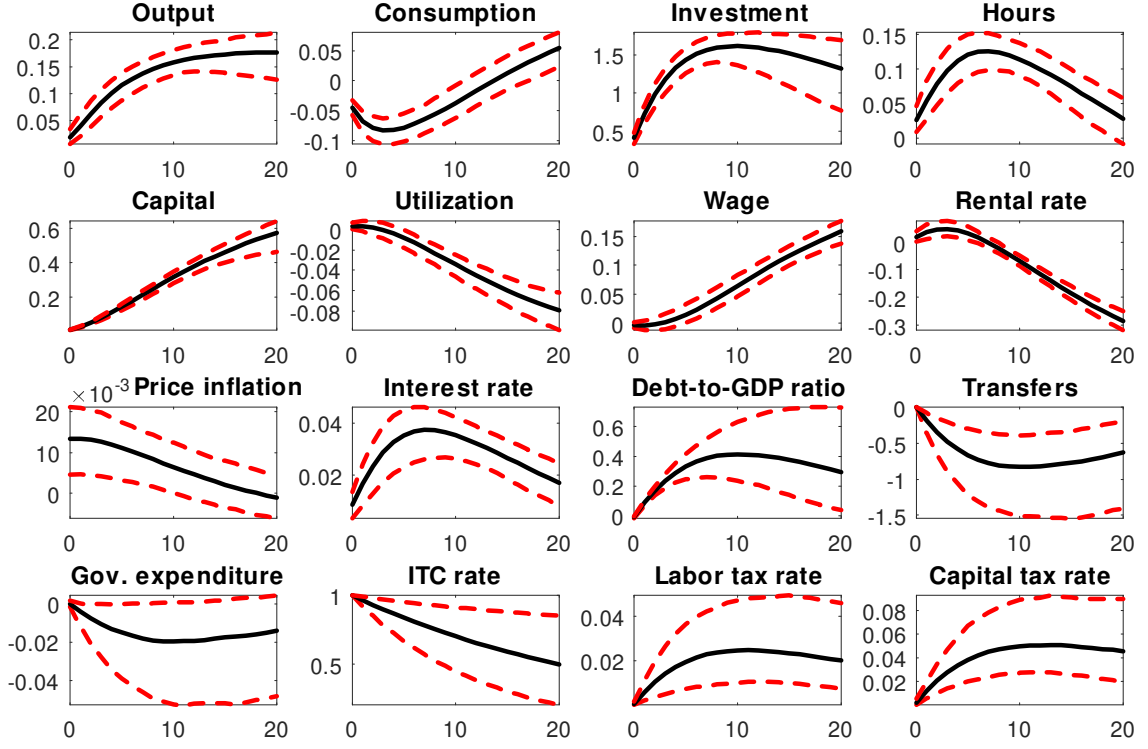 Output Consumption Investment Hours
0.2 0.15 0.1 0.05
0.05 0 -0.05 -0.1
1.5 1 0.5
0.15 0.1 0.05 0
0 10 20 0 10 20 0 10 20 0 10 20
Capital Utilization Wage Rental rate
0.6 0.4 0.2
0 -0.02 -0.04 -0.06 -0.08
0.15 0.1 0.05 0
0 -0.1 -0.2 -0.3
0 10 20 0 10 20 0 10 20 0 10 20
× 10-3 Price inflation Interest rate Debt-to-GDP ratio Transfers
20 10 0
0.04 0.02
0.6 0.4 0.2 0
0 -0.5 -1 -1.5
0 10 20 0 10 20 0 10 20 0 10 20
Gov. expenditure ITC rate Labor tax rate Capital tax rate
0 -0.02 -0.04
1 0.5
0.04 0.02
0.08 0.06 0.04 0.02
0 10 20 0 10 20 0 10 20 0 10 20